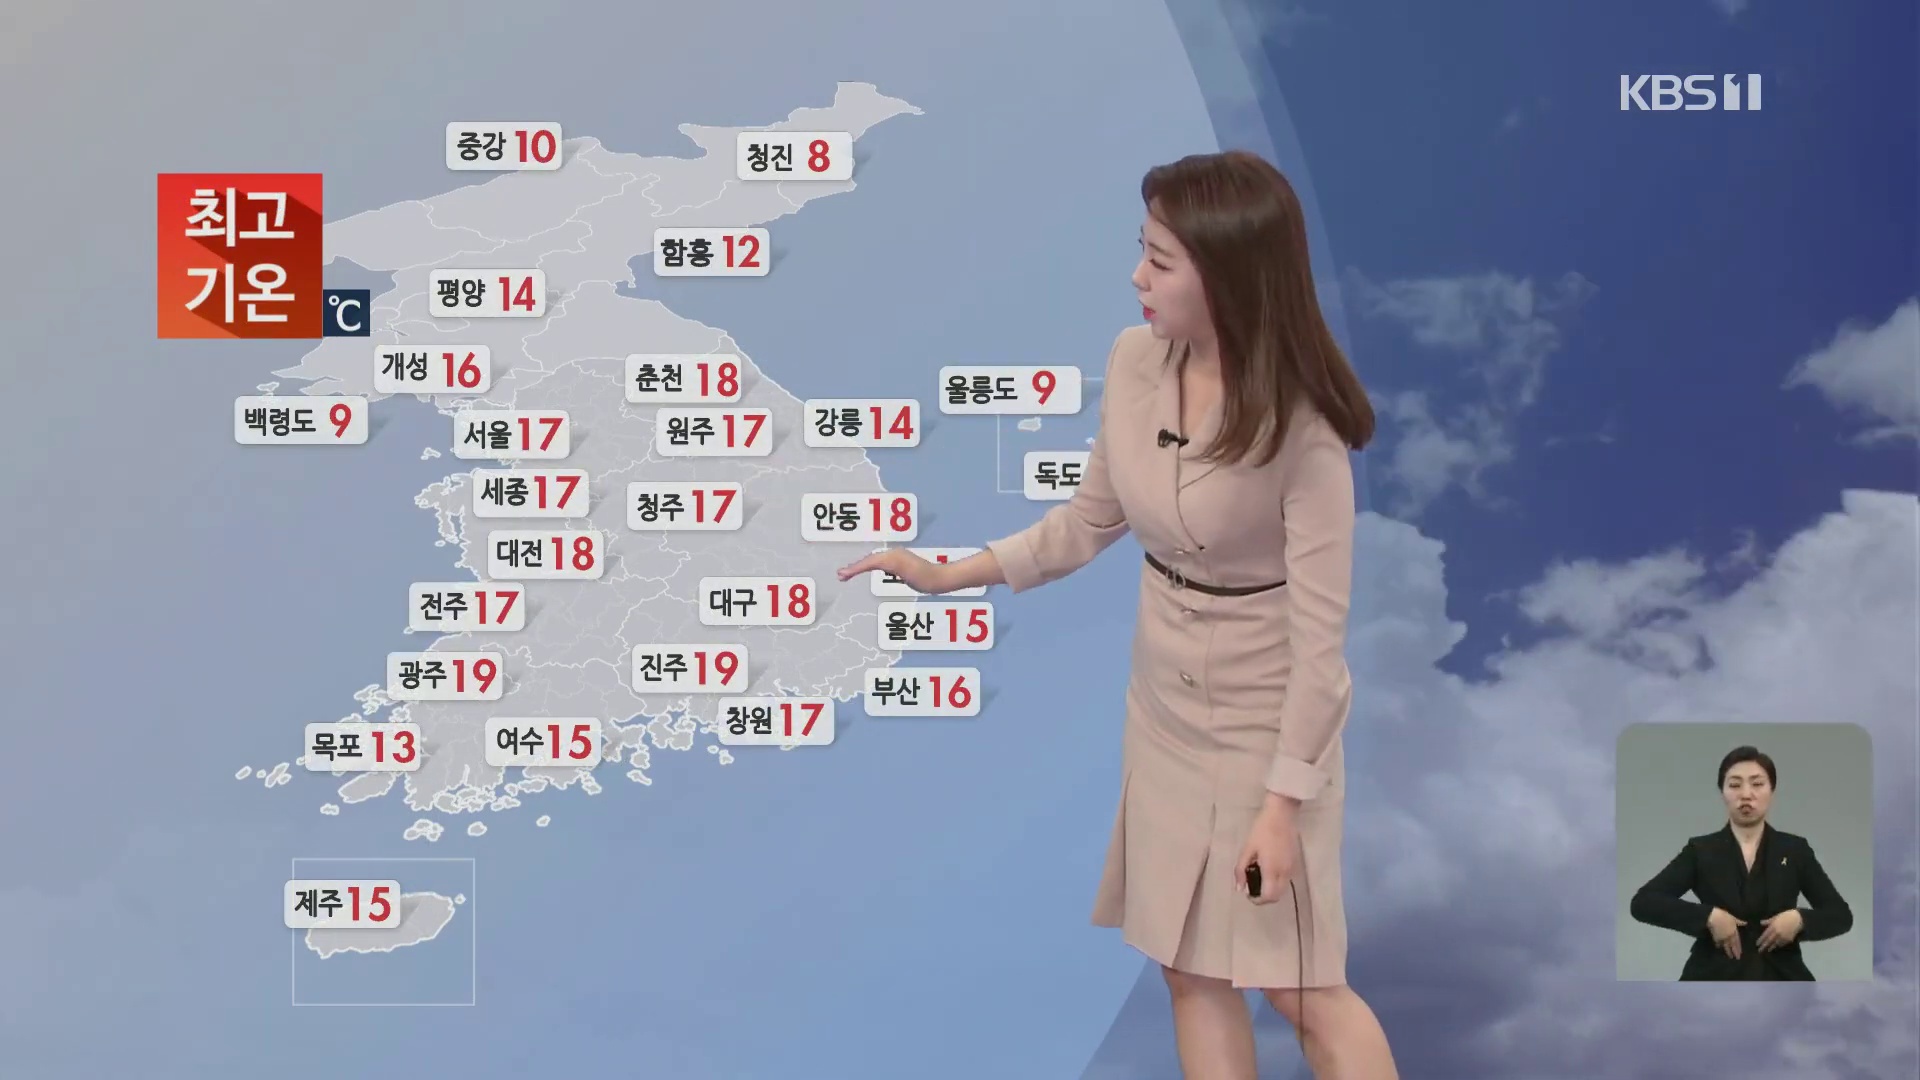 KBS 1
최고
기온
℃
중강 10
청진 8
함흥 12
평양 14
개성 16
백령도 9
서울 17
춘천 18
원주 17
강릉 14
울릉도 9
독도
세종 17
청주 17
안동 18
대전 18
전주 17
대구 18
울산 15
광주 19
진주 19
부산 16
창원 17
목포 13
여수 15
제주 15